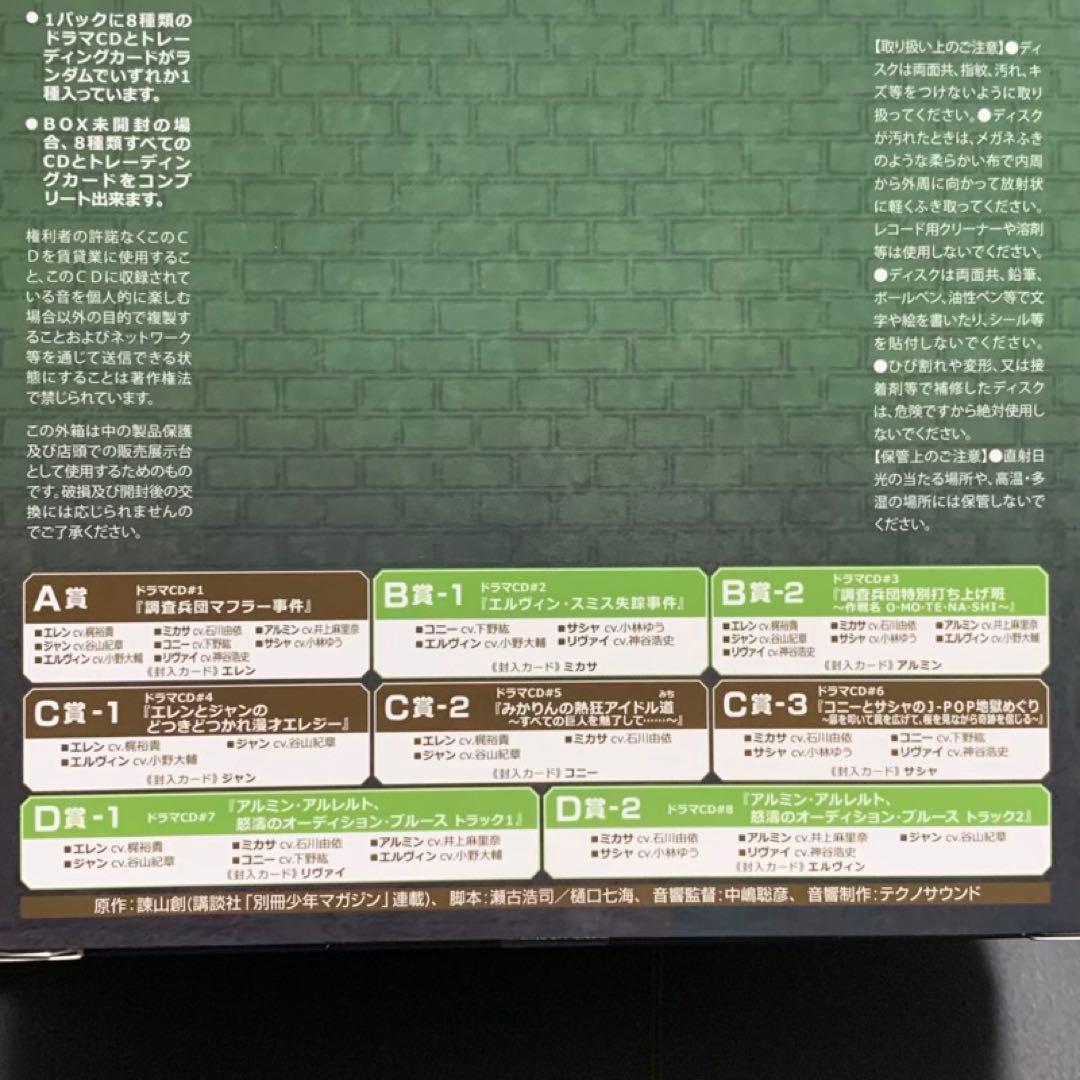 ●1パックに8種類の
ドラマCDとトレー
ディングカードがラ
ンダムでいずれか1
種入っています。
●BOX未開封の場
合、8種類すべての
CDとトレーディン
グカードをコンプ
リート出来ます。
権利者の許諾なくこのC
Dを賃貸業に使用するこ
と、このCDに収録されて
いる音を個人的に楽しむ
場合以外の目的で複製す
ることおよびネットワーク
等を通じて送信できる状
態にすることは著作権法
で禁じられています。
この外箱は中の製品保護
及び店頭での販売展示台
として使用するためのもの
です。破損及び開封後の交
換には応じられませんの
でご了承ください。
【取り扱い上のご注意】●ディ
スクは両面共、指紋、汚れ、キ
ズ等をつけないように取り
扱ってください。●ディスク
が汚れたときは、メガネふき
のような柔らかい布で内周
から外周に向かって放射状
に軽くふき取ってください。
レコード用クリーナーや溶剤
等は使用しないでください。
●ディスクは両面共、鉛筆、
ボールペン、油性ペン等で文
字や絵を書いたり、シール等
を貼付しないでください。
●ひび割れや変形、又は接
着剤等で補修したディスク
は、危険ですから絶対使用し
ないでください。
【保管上のご注意】●直射日
光の当たる場所や、高温・多
湿の場所には保管しないで
ください。
A賞 ドラマCD#1
『調査兵団マフラー事件』
■エレン cv.梶裕貴 ■ミカサ cv.石川由依 ■アルミン cv.井上麻里奈
■ジャン cv.谷山紀章 ■コニー cv.下野紘 ■サシャ cv.小林ゆう
■エルヴィン cv.小野大輔 ■リヴァイ cv.神谷浩史
《封入カード》エレン
B賞-1 ドラマCD#2
『エルヴィン・スミス失踪事件』
■コニー cv.下野紘 ■サシャ cv.小林ゆう
■エルヴィン cv.小野大輔 ■リヴァイ cv.神谷浩史
《封入カード》ミカサ
B賞-2 ドラマCD#3
『調査兵団特別打ち上げ班
～作戦名 O・MO・TE・NA・SHI～』
■エレン cv.梶裕貴 ■ミカサ cv.石川由依 ■アルミン cv.井上麻里奈
■ジャン cv.谷山紀章 ■サシャ cv.小林ゆう ■エルヴィン cv.小野大輔
■リヴァイ cv.神谷浩史
《封入カード》アルミン
C賞-1 ドラマCD#4
『エレンとジャンの
どつきどつかれ漫才エレジー』
■エレン cv.梶裕貴 ■ジャン cv.谷山紀章
■エルヴィン cv.小野大輔
《封入カード》ジャン
C賞-2 ドラマCD#5
『みかりんの熱狂アイドル道
みち
～すべての巨人を魅了して……～』
■エレン cv.梶裕貴 ■ミカサ cv.石川由依
■ジャン cv.谷山紀章
《封入カード》コニー
C賞-3 ドラマCD#6
『コニーとサシャのJ-POP地獄めぐり
～扉を叩いて翼を広げて、桜を見ながら奇跡を信じる～』
■ミカサ cv.石川由依 ■コニー cv.下野紘
■サシャ cv.小林ゆう ■リヴァイ cv.神谷浩史
《封入カード》サシャ
D賞-1 ドラマCD#7 『アルミン・アルレルト、
怒濤のオーディション・ブルース トラック1』
■エレン cv.梶裕貴 ■ミカサ cv.石川由依 ■アルミン cv.井上麻里奈
■ジャン cv.谷山紀章 ■コニー cv.下野紘 ■エルヴィン cv.小野大輔
《封入カード》リヴァイ
D賞-2 ドラマCD#8 『アルミン・アルレルト、
怒濤のオーディション・ブルース トラック2』
■ミカサ cv.石川由依 ■アルミン cv.井上麻里奈 ■ジャン cv.谷山紀章
■サシャ cv.小林ゆう ■リヴァイ cv.神谷浩史
《封入カード》エルヴィン
原作:諫山創(講談社「別冊少年マガジン」連載)、脚本:瀬古浩司／樋口七海、音響監督:中嶋聡彦、音響制作:テクノサウンド